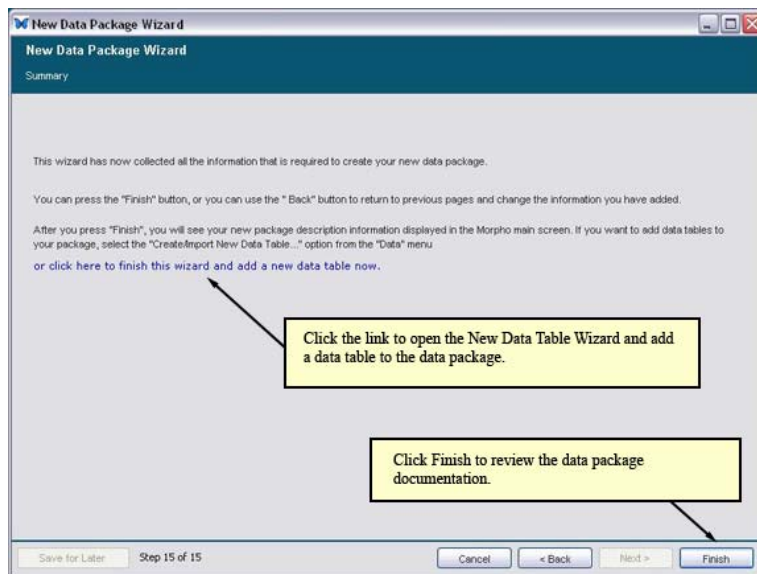 New Data Package Wizard
New Data Package Wizard
Summary
This wizard has now collected all the information that is required to create your new data package.
You can press the "Finish" button, or you can use the " Back" button to return to previous pages and change the information you have added.
After you press "Finish", you will see your new package description information displayed in the Morpho main screen. If you want to add data tables to
your package, select the "Create/Import New Data Table..." option from the "Data" menu
or click here to finish this wizard and add a new data table now.
Click the link to open the New Data Table Wizard and add
a data table to the data package.
Click Finish to review the data package
documentation.
Save for Later Step 15 of 15 Cancel < Back Next > Finish